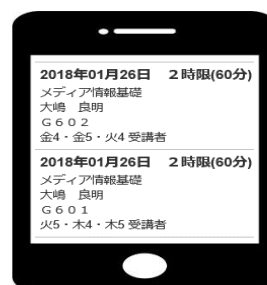 2018年01月26日　２時限(60分)
メディア情報基礎
大嶋　良明
Ｇ６０２
金4・金5・火4 受講者
2018年01月26日　２時限(60分)
メディア情報基礎
大嶋　良明
Ｇ６０１
火5・木4・木5 受講者